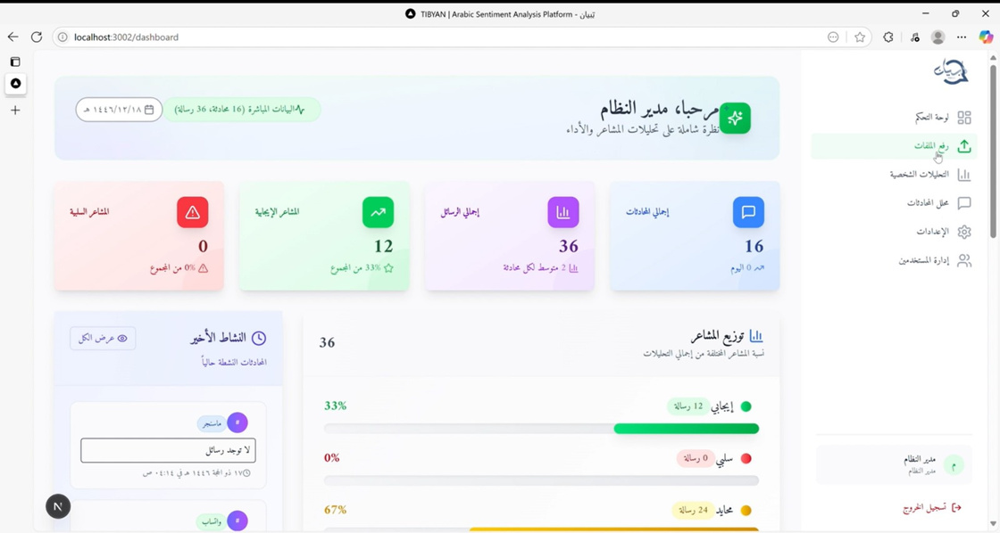 TIBYAN | Arabic Sentiment Analysis Platform - تبيان
localhost:3002/dashboard
تبيان
لوحة التحكم
رفع الملفات
التحليلات الشخصية
محلل المحادثات
الإعدادات
إدارة المستخدمين
مرحبا، مدير النظام
نظرة شاملة على تحليلات المشاعر والأداء
البيانات المباشرة (16 محادثة، 36 رسالة)
١٤٤٦/١٢/١٨ هـ
إجمالي المحادثات
16
0 اليوم
إجمالي الرسائل
36
2 متوسط لكل محادثة
المشاعر الإيجابية
12
33% من المجموع
المشاعر السلبية
0
0% من المجموع
توزيع المشاعر
36
نسبة المشاعر المختلفة من إجمالي التحليلات
إيجابي 12 رسالة 33%
سلبي 0 رسالة 0%
محايد 24 رسالة 67%
النشاط الأخير
عرض الكل
المحادثات النشطة حالياً
# ماسنجر
لا توجد رسائل
١٧ ذو الحجة ١٤٤٦ هـ في ٠٤:١٤ ص
# واتساب
م مدير النظام
مدير النظام
تسجيل الخروج
N